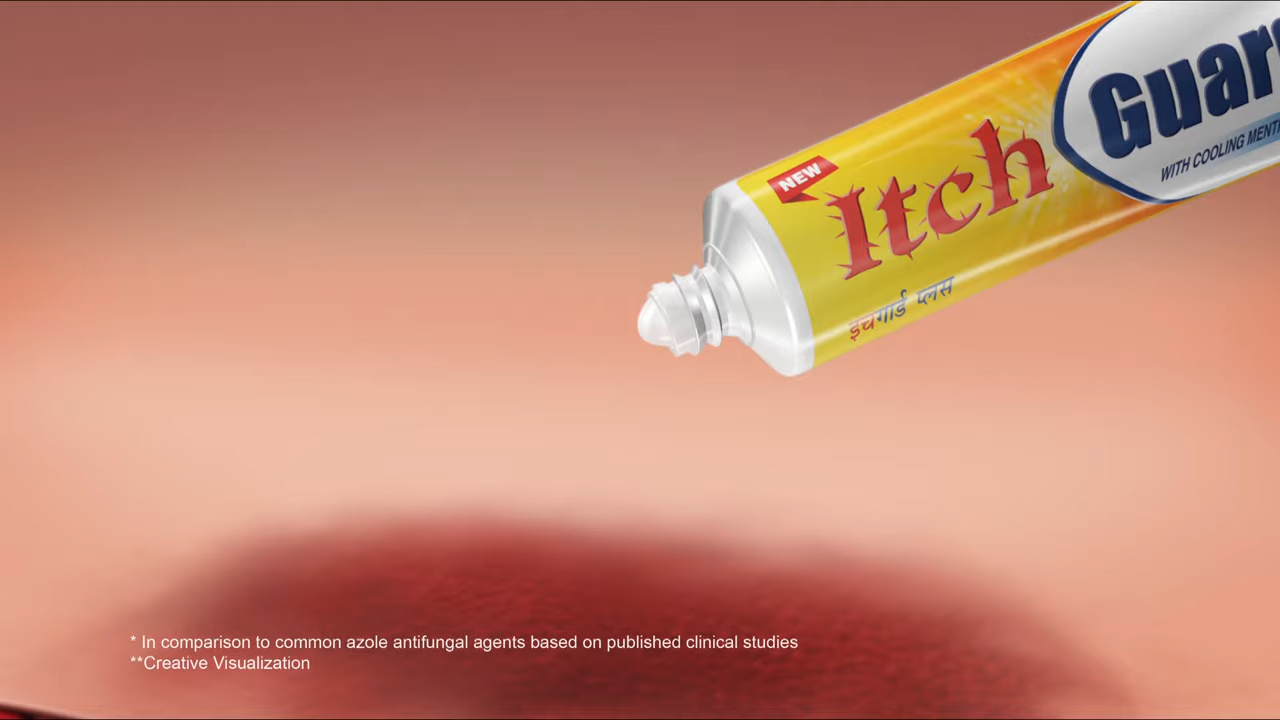 NEW
Itch
Guar
WITH COOLING MENT
इचगार्ड प्लस
* In comparison to common azole antifungal agents based on published clinical studies
**Creative Visualization